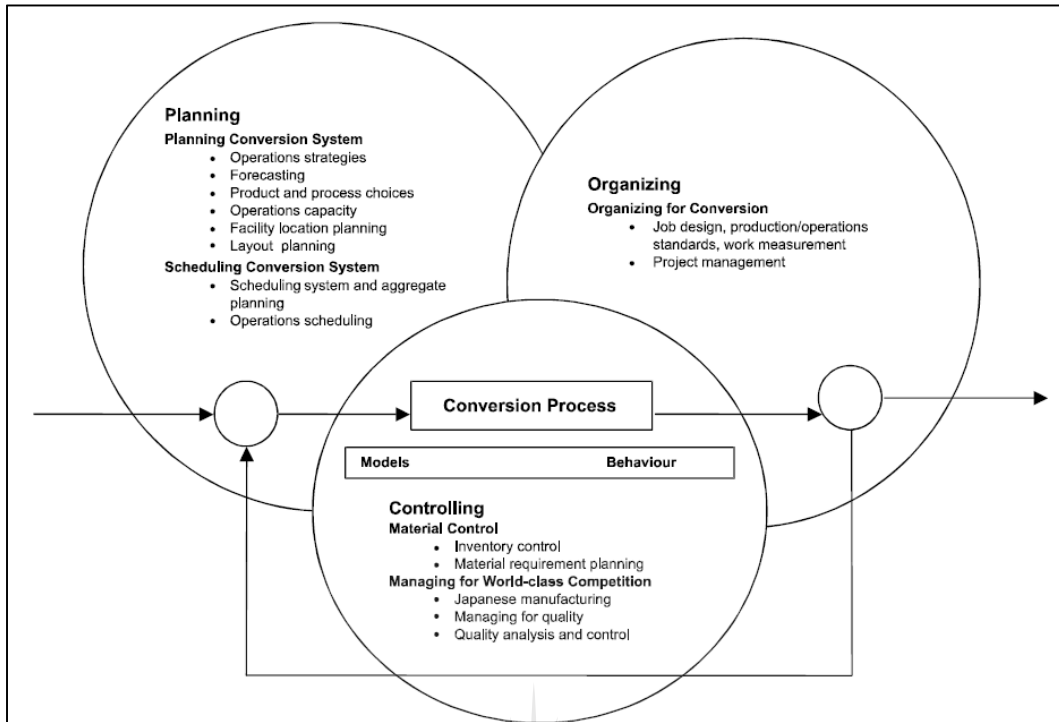 Planning
Planning Conversion System
• Operations strategies
• Forecasting
• Product and process choices
• Operations capacity
• Facility location planning
• Layout planning
Scheduling Conversion System
• Scheduling system and aggregate
planning
• Operations scheduling
Organizing
Organizing for Conversion
• Job design, production/operations
standards, work measurement
• Project management
Conversion Process
Models Behaviour
Controlling
Material Control
• Inventory control
• Material requirement planning
Managing for World-class Competition
• Japanese manufacturing
• Managing for quality
• Quality analysis and control